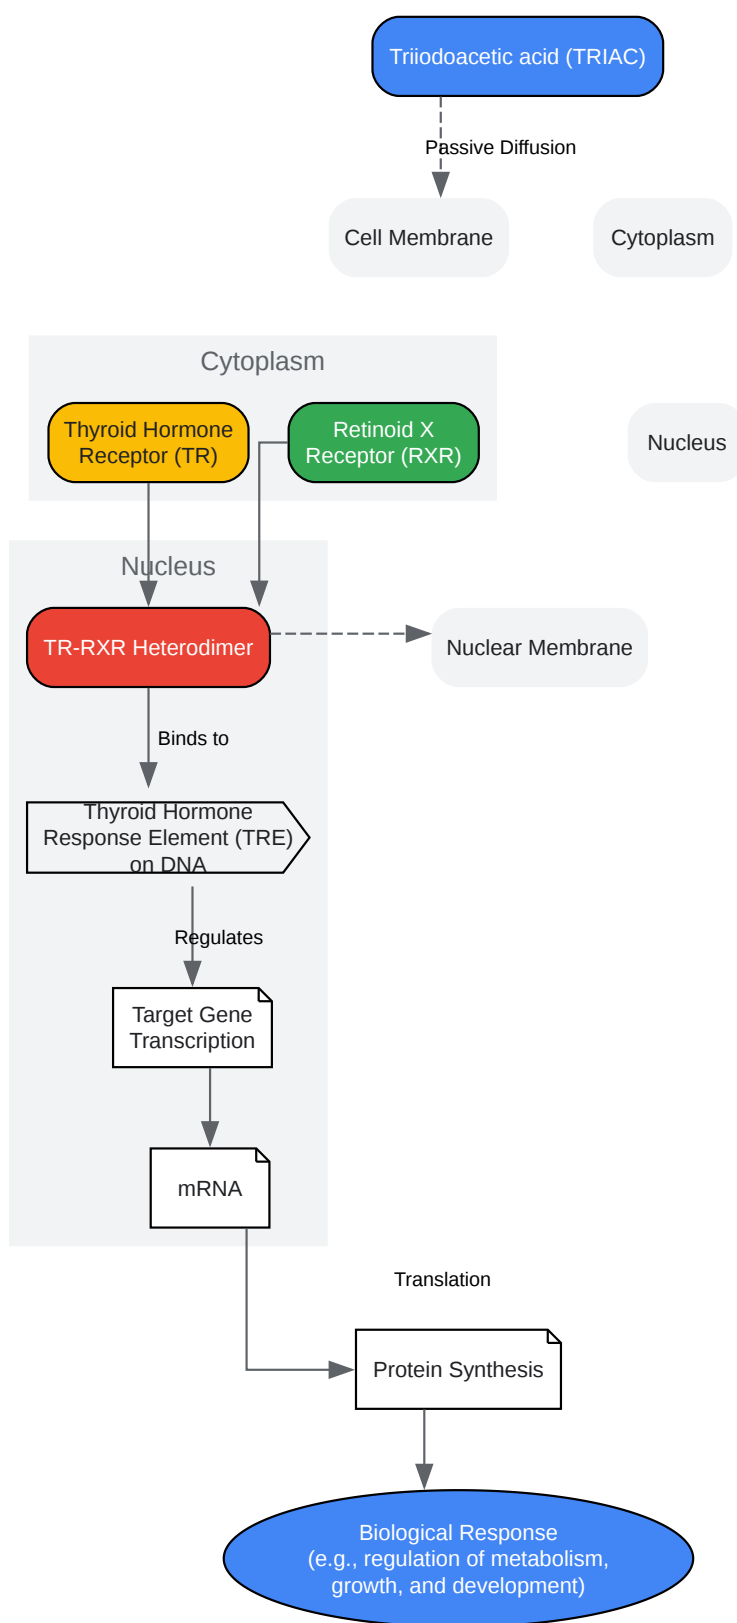 Triiodoacetic acid (TRIAC)
Passive Diffusion
Cell Membrane
Cytoplasm
Cytoplasm
Thyroid Hormone
Receptor (TR)
Retinoid X
Receptor (RXR)
Nucleus
Nucleus
TR-RXR Heterodimer
Nuclear Membrane
Binds to
Thyroid Hormone
Response Element (TRE)
on DNA
Regulates
Target Gene
Transcription
mRNA
Translation
Protein Synthesis
Biological Response
(e.g., regulation of metabolism,
growth, and development)